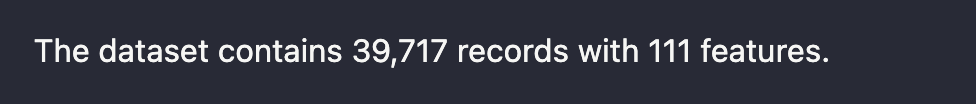 The dataset contains 39,717 records with 111 features.